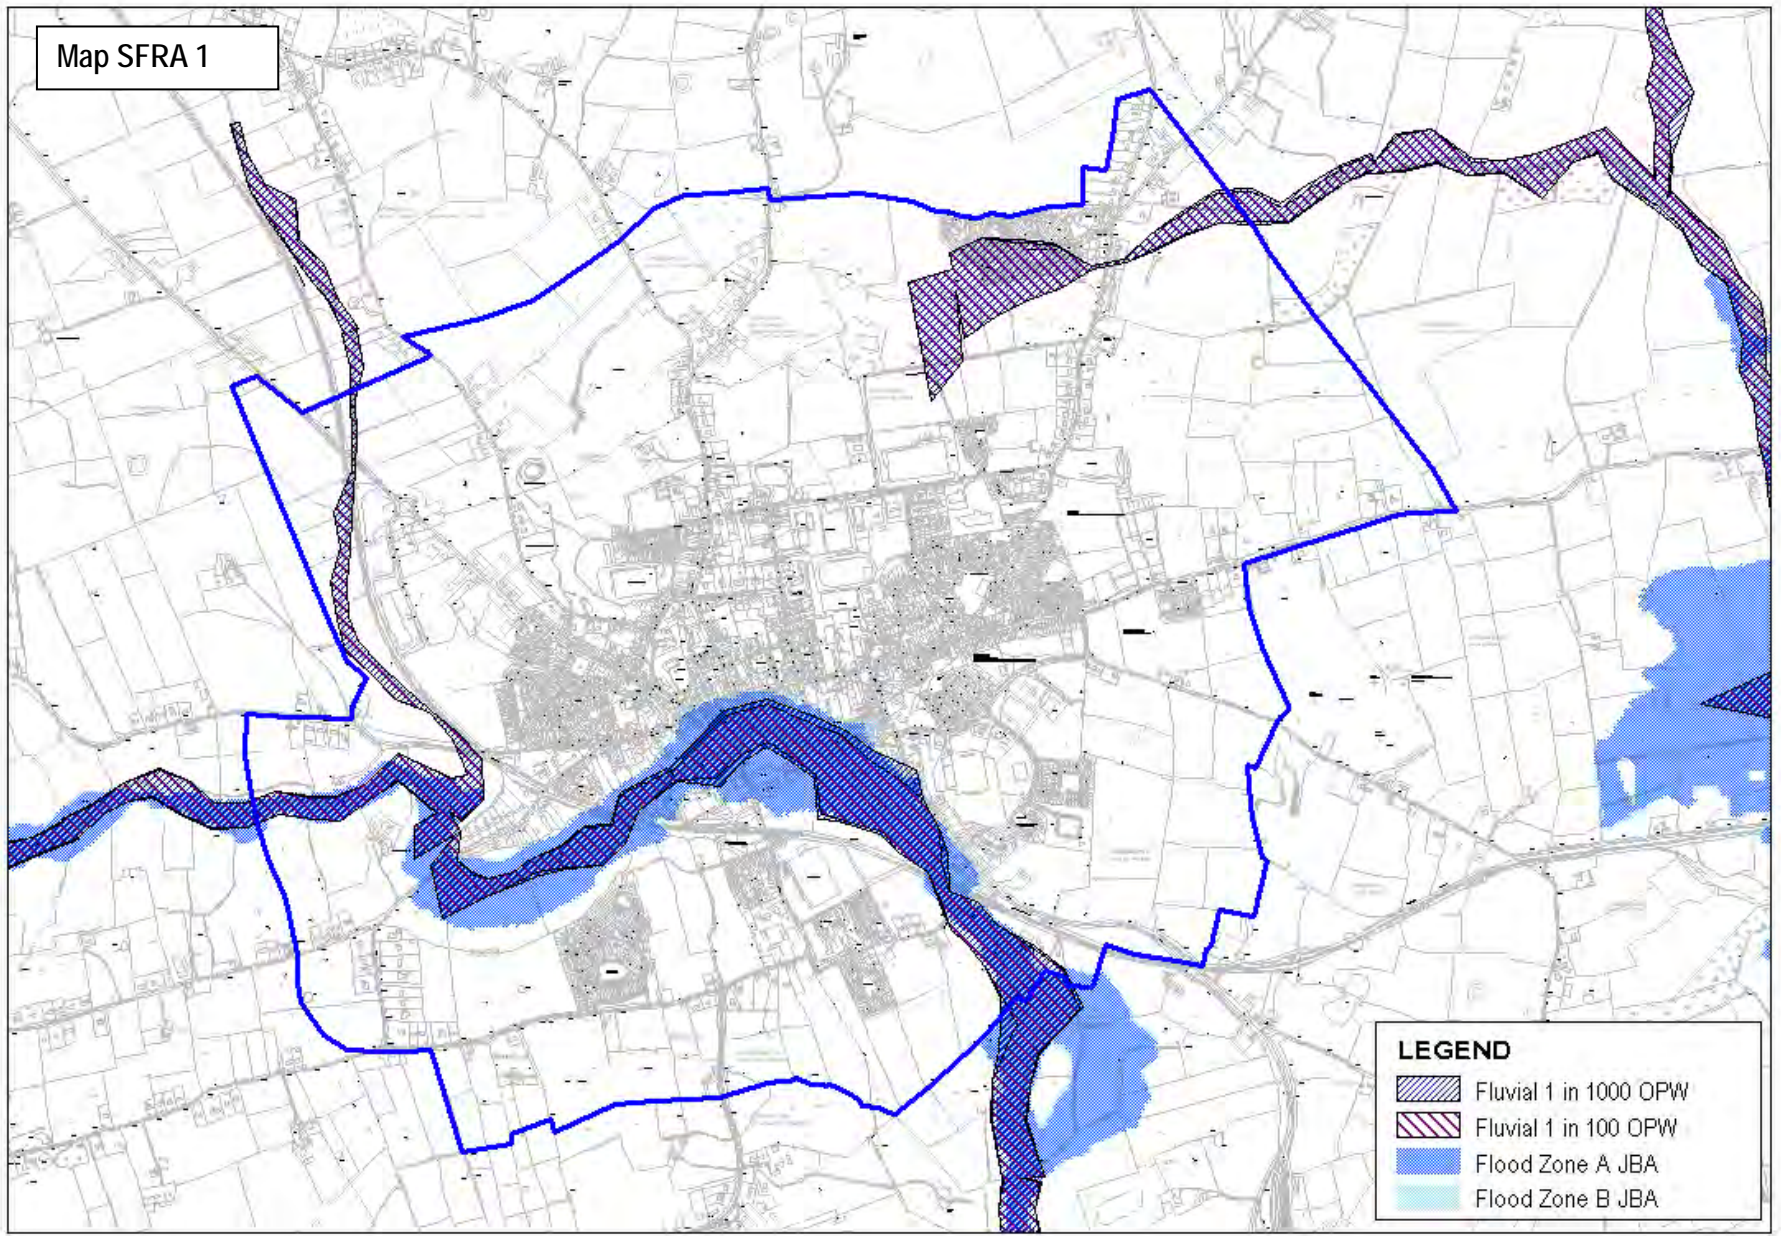 Map SFRA 1
LEGEND
Fluvial 1 in 1000 OPW
Fluvial 1 in 100 OPW
Flood Zone A JBA
Flood Zone B JBA